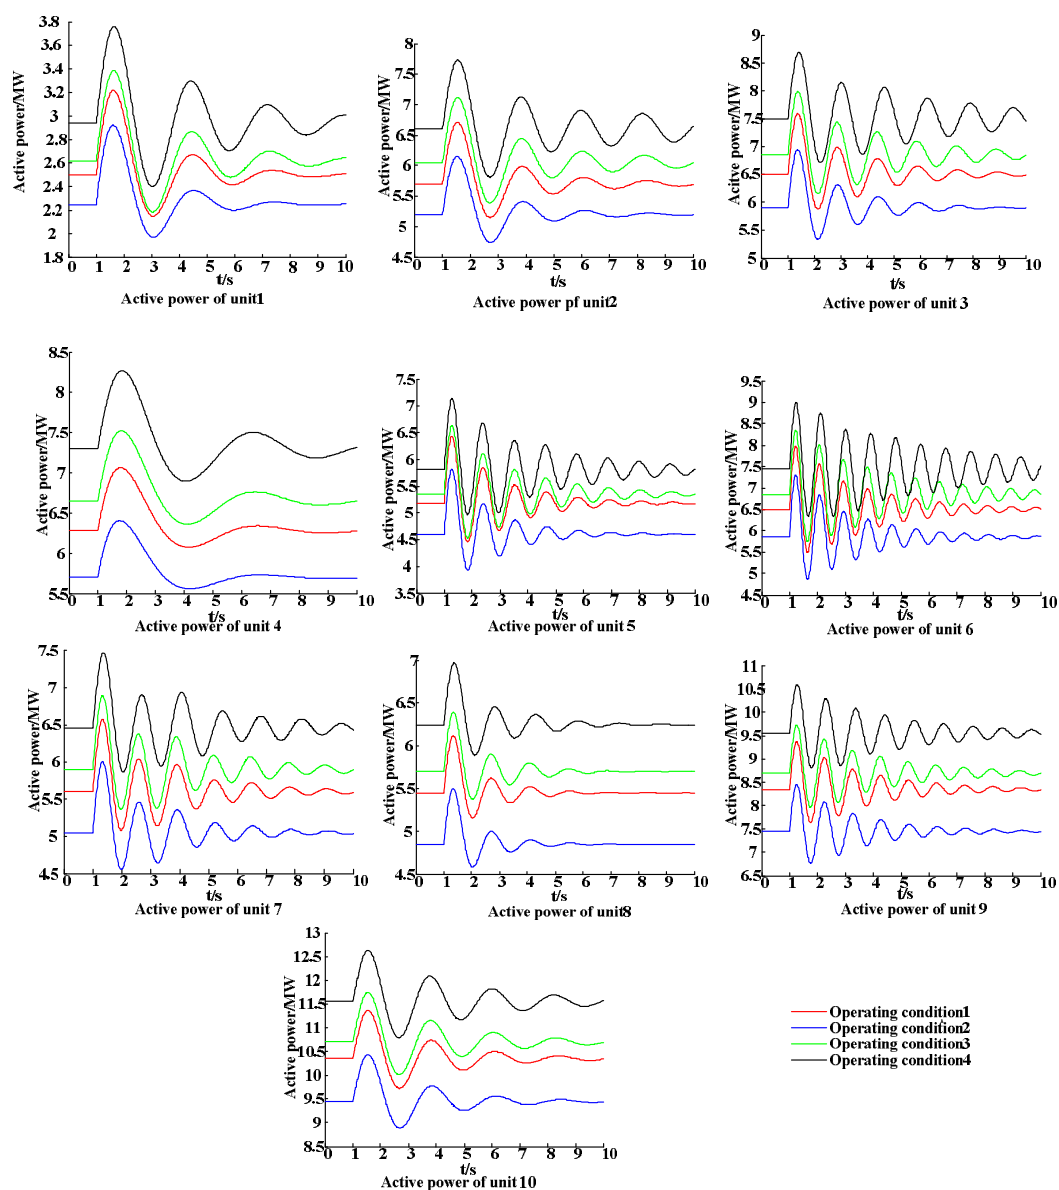 3.8
3.6
3.4
3.2
3
2.8
2.6
2.4
2.2
2
1.8
Active power/MW
0 1 2 3 4 5 6 7 8 9 10
t/s
Active power of unit1
8
7.5
7
6.5
6
5.5
5
4.5
Active power/MW
0 1 2 3 4 5 6 7 8 9 10
t/s
Active power pf unit2
9
8.5
8
7.5
7
6.5
6
5.5
5
Acitve power/MW
0 1 2 3 4 5 6 7 8 9 10
t/s
Active power of unit 3
8.5
8
7.5
7
6.5
6
5.5
Active power/MW
0 1 2 3 4 5 6 7 8 9 10
t/s
Active power of unit 4
7.5
7
6.5
6
5.5
5
4.5
4
3.5
Active power/MW
0 1 2 3 4 5 6 7 8 9 10
t/s
Active power of unit 5
9.5
9
8.5
8
7.5
7
6.5
6
5.5
5
4.5
Active power/MW
0 1 2 3 4 5 6 7 8 9 10
t/s
Active power of unit 6
7.5
7
6.5
6
5.5
5
4.5
Active power/MW
0 1 2 3 4 5 6 7 8 9 10
t/s
Active power of unit 7
7
6.5
6
5.5
5
4.5
Active power/MW
0 1 2 3 4 5 6 7 8 9 10
t/s
Active power of unit8
11
10.5
10
9.5
9
8.5
8
7.5
7
6.5
Active power/MW
0 1 2 3 4 5 6 7 8 9 10
t/s
Active power of unit 9
13
12.5
12
11.5
11
10.5
10
9.5
9
8.5
Active power/MW
0 1 2 3 4 5 6 7 8 9 10
t/s
Active power of unit 10
Operating condition1
Operating condition2
Operating condition3
Operating condition4